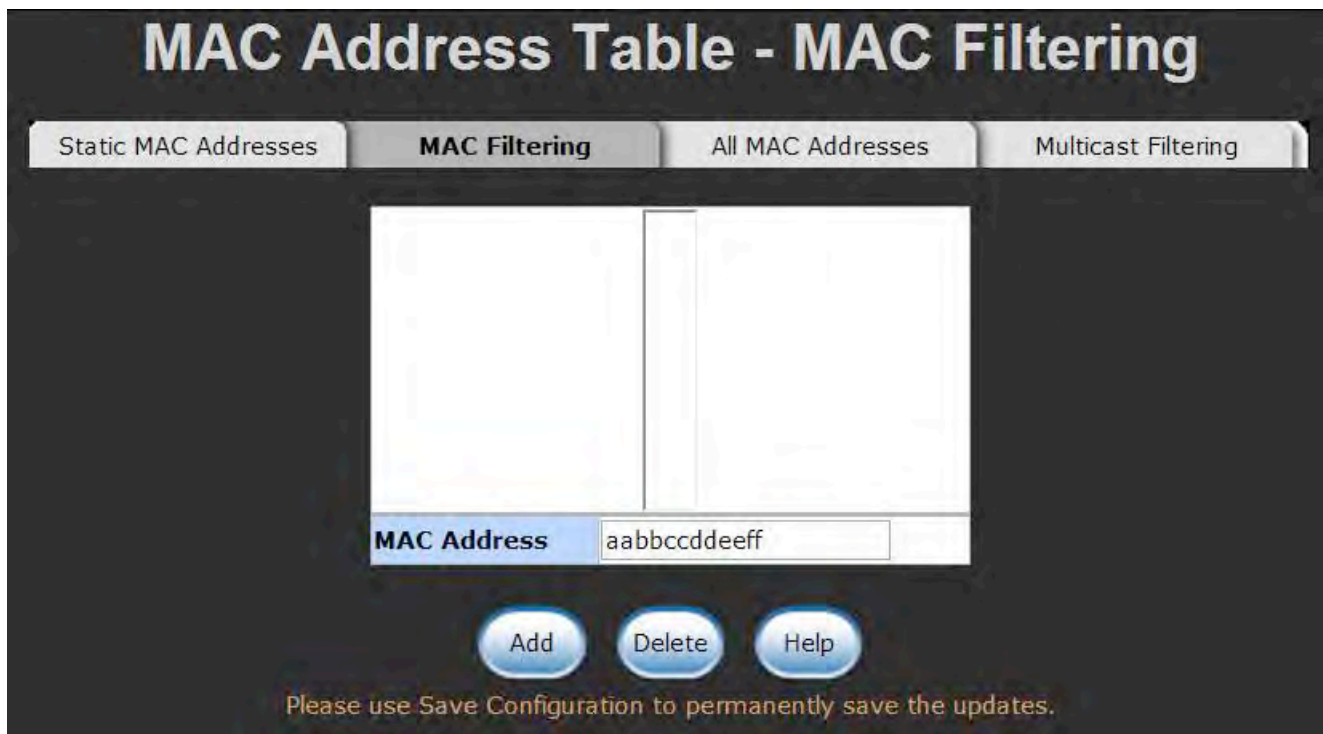 MAC Address Table - MAC Filtering
Static MAC Addresses
MAC Filtering
All MAC Addresses
Multicast Filtering
MAC Address
aabbccddeeff
Add
Delete
Help
Please use Save Configuration to permanently save the updates.